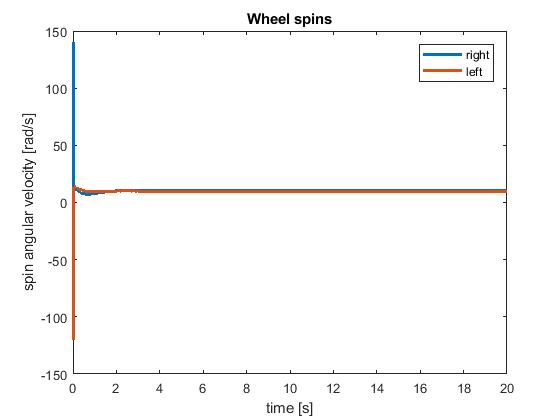 Wheel spins
spin angular velocity [rad/s]
150
100
50
0
-50
-100
-150
right
left
0 2 4 6 8 10 12 14 16 18 20
time [s]